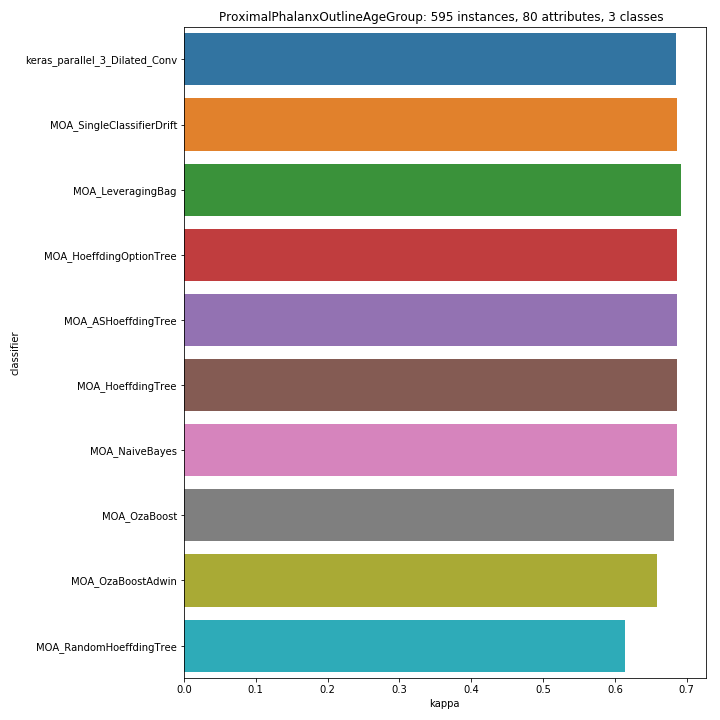 ProximalPhalanxOutlineAgeGroup: 595 instances, 80 attributes, 3 classes
classifier
keras_parallel_3_Dilated_Conv
MOA_SingleClassifierDrift
MOA_LeveragingBag
MOA_HoeffdingOptionTree
MOA_ASHoeffdingTree
MOA_HoeffdingTree
MOA_NaiveBayes
MOA_OzaBoost
MOA_OzaBoostAdwin
MOA_RandomHoeffdingTree
0.0 0.1 0.2 0.3 0.4 0.5 0.6 0.7
kappa